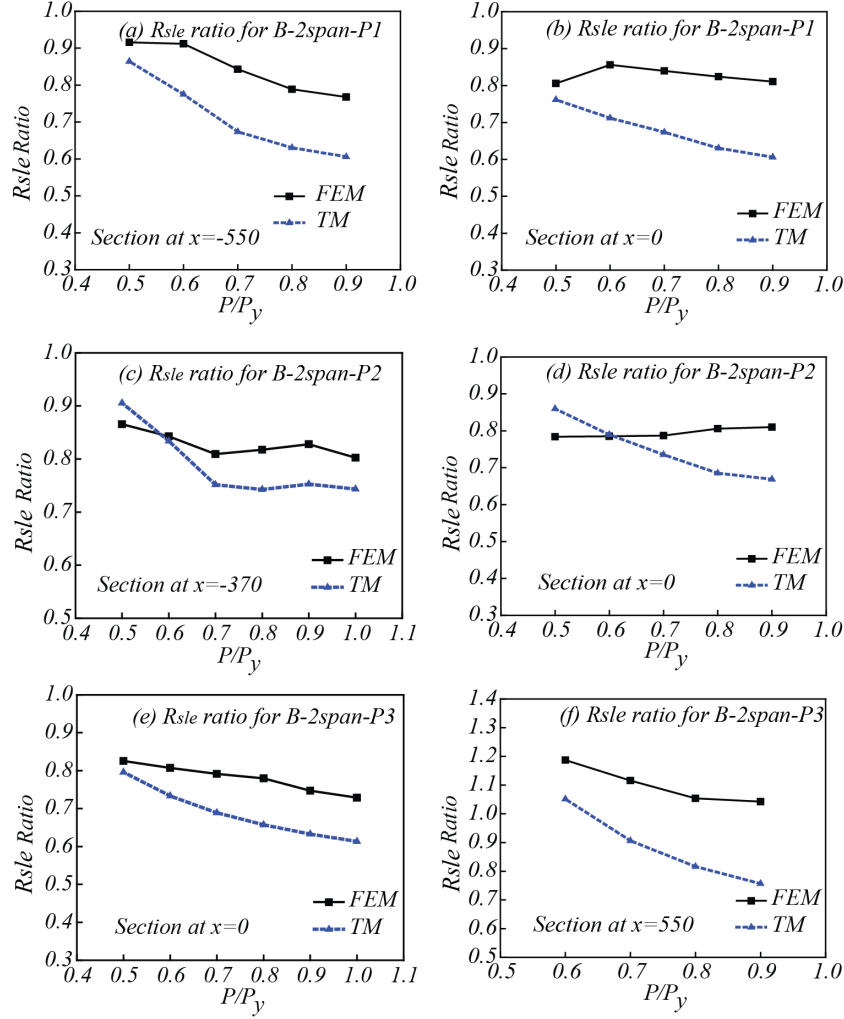 (a) Rsle ratio for B-2span-P1
1.0
0.9
0.8
0.7
0.6
0.5
0.4
0.3
Rsle Ratio
FEM
TM
Section at x=-550
0.4 0.5 0.6 0.7 0.8 0.9 1.0
P/Py
(b) Rsle ratio for B-2span-P1
1.0
0.9
0.8
0.7
0.6
0.5
0.4
0.3
Rsle Ratio
FEM
TM
Section at x=0
0.4 0.5 0.6 0.7 0.8 0.9 1.0
P/Py
(c) Rsle ratio for B-2span-P2
1.0
0.9
0.8
0.7
0.6
0.5
Rsle Ratio
FEM
TM
Section at x=-370
0.4 0.5 0.6 0.7 0.8 0.9 1.0 1.1
P/Py
(d) Rsle ratio for B-2span-P2
1.0
0.9
0.8
0.7
0.6
0.5
0.4
0.3
Rsle Ratio
FEM
TM
Section at x=0
0.4 0.5 0.6 0.7 0.8 0.9 1.0
P/Py
(e) Rsle ratio for B-2span-P3
1.0
0.9
0.8
0.7
0.6
0.5
0.4
0.3
Rsle Ratio
FEM
TM
Section at x=0
0.4 0.5 0.6 0.7 0.8 0.9 1.0 1.1
P/Py
(f) Rsle ratio for B-2span-P3
1.4
1.3
1.2
1.1
1.0
0.9
0.8
0.7
0.6
0.5
Rsle Ratio
FEM
TM
Section at x=550
0.5 0.6 0.7 0.8 0.9 1.0
P/Py